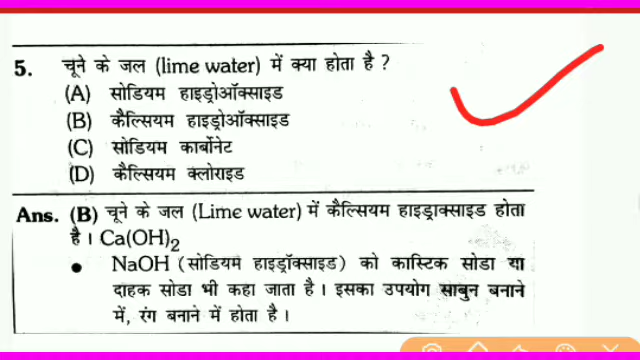 5. चूने के जल (lime water) में क्या होता है ?
(A) सोडियम हाइड्रोऑक्साइड
(B) कैल्सियम हाइड्रोऑक्साइड
(C) सोडियम कार्बोनेट
(D) कैल्सियम क्लोराइड
Ans. (B) चूने के जल (Lime water) में कैल्सियम हाइड्राक्साइड होता
है। Ca(OH)2
● NaOH (सोडियम हाइड्रॉक्साइड) को कास्टिक सोडा या
दाहक सोडा भी कहा जाता है। इसका उपयोग साबुन बनाने
में, रंग बनाने में होता है।